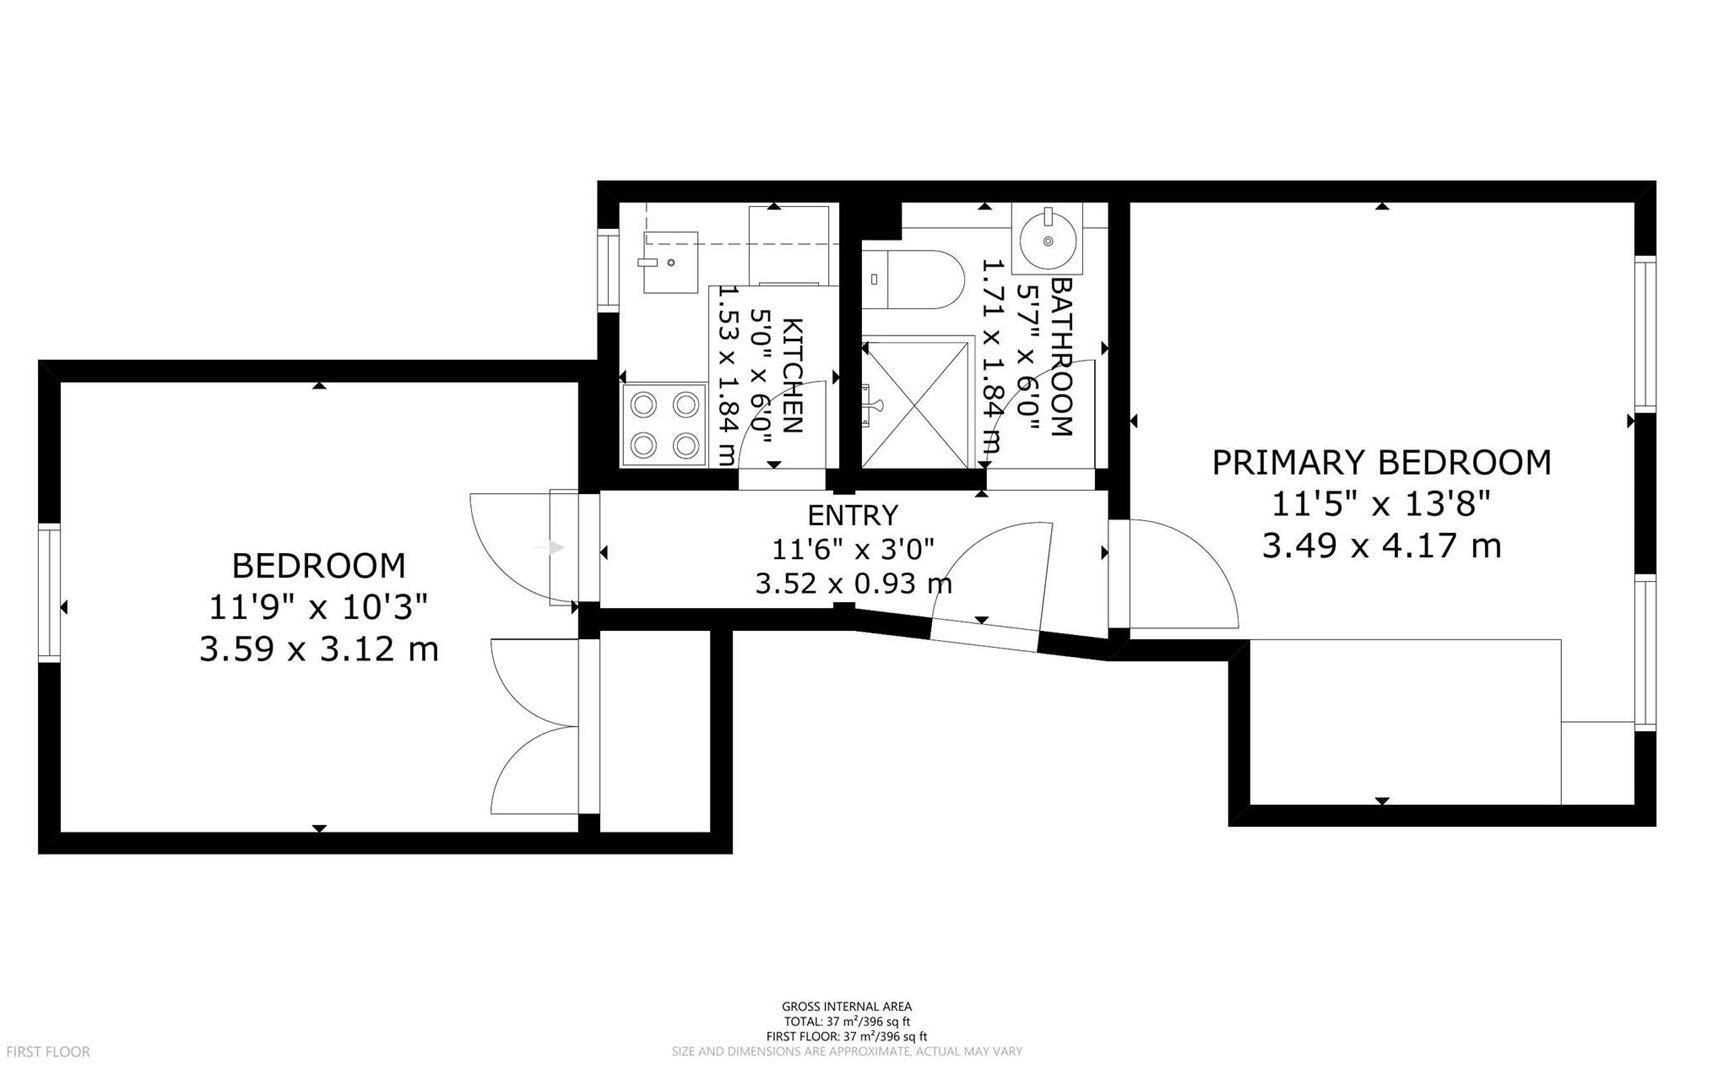 KITCHEN
5'0" x 6'0"
1.53 x 1.84 m
BATHROOM
5'7" x 6'0"
1.71 x 1.84 m
PRIMARY BEDROOM
11'5" x 13'8"
3.49 x 4.17 m
ENTRY
11'6" x 3'0"
3.52 x 0.93 m
BEDROOM
11'9" x 10'3"
3.59 x 3.12 m
GROSS INTERNAL AREA
TOTAL: 37 m²/396 sq ft
FIRST FLOOR: 37 m²/396 sq ft
SIZE AND DIMENSIONS ARE APPROXIMATE, ACTUAL MAY VARY
FIRST FLOOR